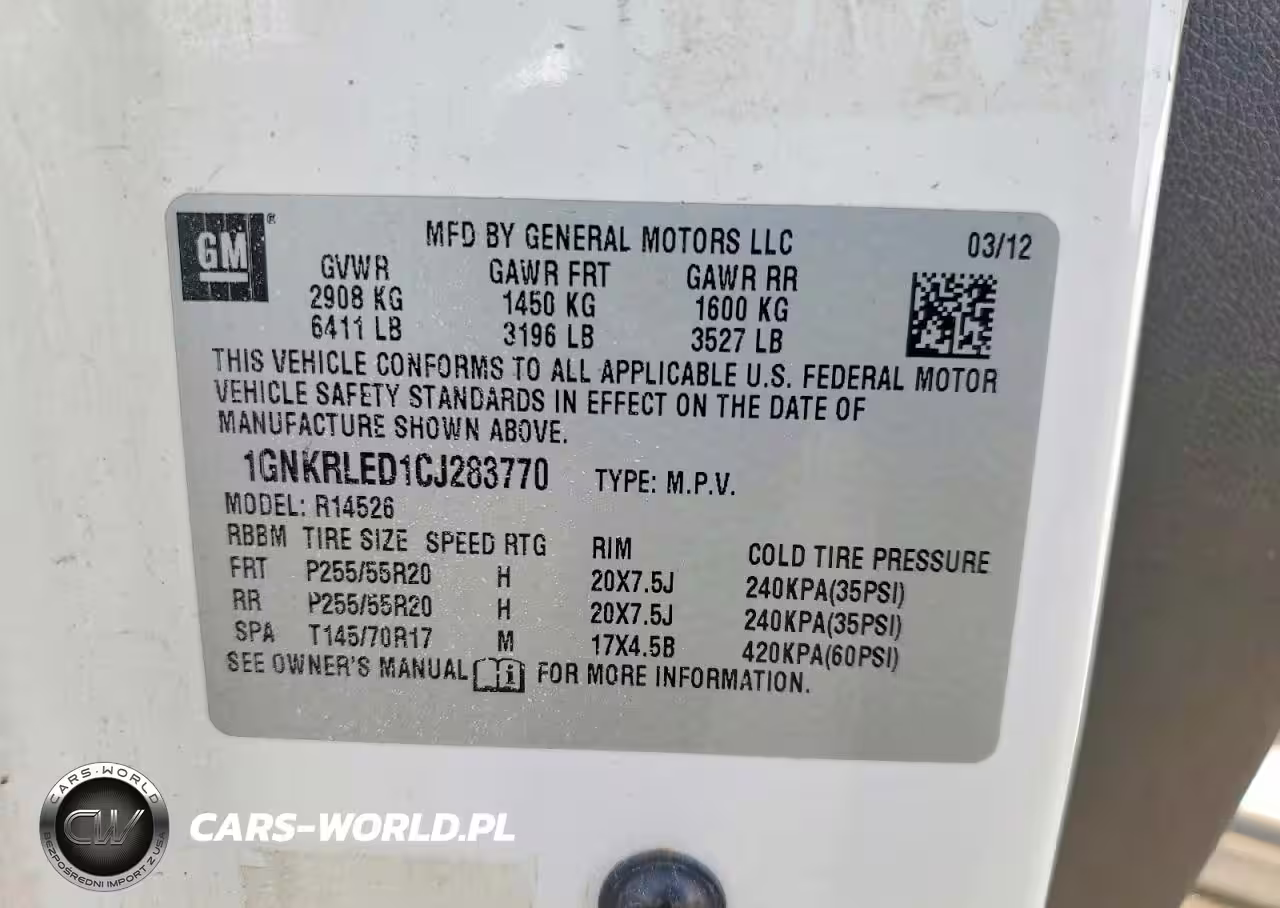 GM ®
MFD BY GENERAL MOTORS LLC 03/12
GVWR GAWR FRT GAWR RR
2908 KG 1450 KG 1600 KG
6411 LB 3196 LB 3527 LB
THIS VEHICLE CONFORMS TO ALL APPLICABLE U.S. FEDERAL MOTOR
VEHICLE SAFETY STANDARDS IN EFFECT ON THE DATE OF
MANUFACTURE SHOWN ABOVE.
1GNKRLED1CJ283770 TYPE: M.P.V.
MODEL: R14526
RBBM TIRE SIZE SPEED RTG RIM COLD TIRE PRESSURE
FRT P255/55R20 H 20X7.5J 240KPA(35PSI)
RR P255/55R20 H 20X7.5J 240KPA(35PSI)
SPA T145/70R17 M 17X4.5B 420KPA(60PSI)
SEE OWNER'S MANUAL FOR MORE INFORMATION.
CARS-WORLD
CW
BEZPOŚREDNI IMPORT Z USA
CARS-WORLD.PL